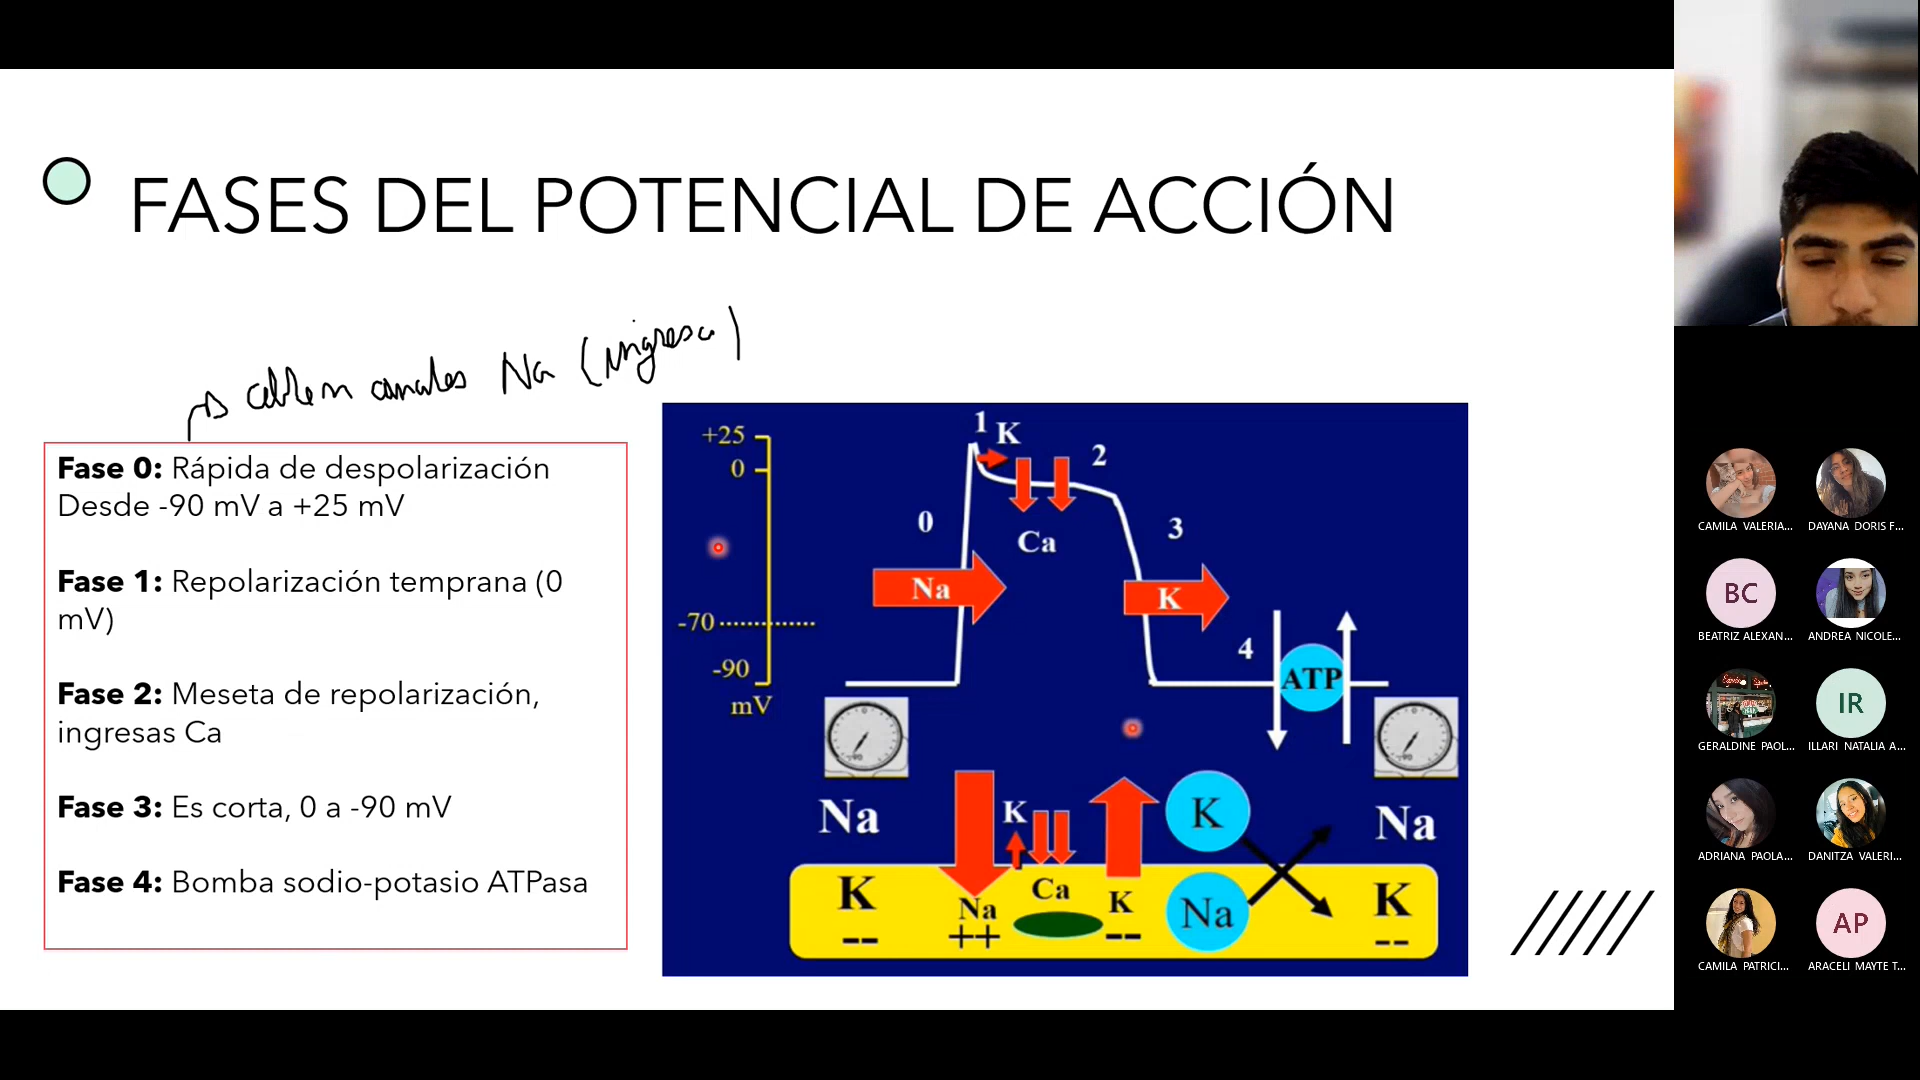 FASES DEL POTENCIAL DE ACCIÓN
canales Na (ingresa)
Fase 0: Rápida de despolarización
Desde -90 mV a +25 mV
Fase 1: Repolarización temprana (0
mV)
Fase 2: Meseta de repolarización,
ingresas Ca
Fase 3: Es corta, 0 a -90 mV
Fase 4: Bomba sodio-potasio ATPasa
+25
0
-70
-90
mV
1
K
2
0
Ca
3
Na
K
4
ATP
Na
K
K
Na
K
Na
++
Ca
K
--
Na
K
--
--
CAMILA VALERIA...
DAYANA DORIS F...
BC
BEATRIZ ALEXAN...
ANDREA NICOLE...
GERALDINE PAOL...
IR
ILLARI NATALIA A...
ADRIANA PAOLA...
DANITZA VALERI...
CAMILA PATRICI...
AP
ARACELI MAYTE T...